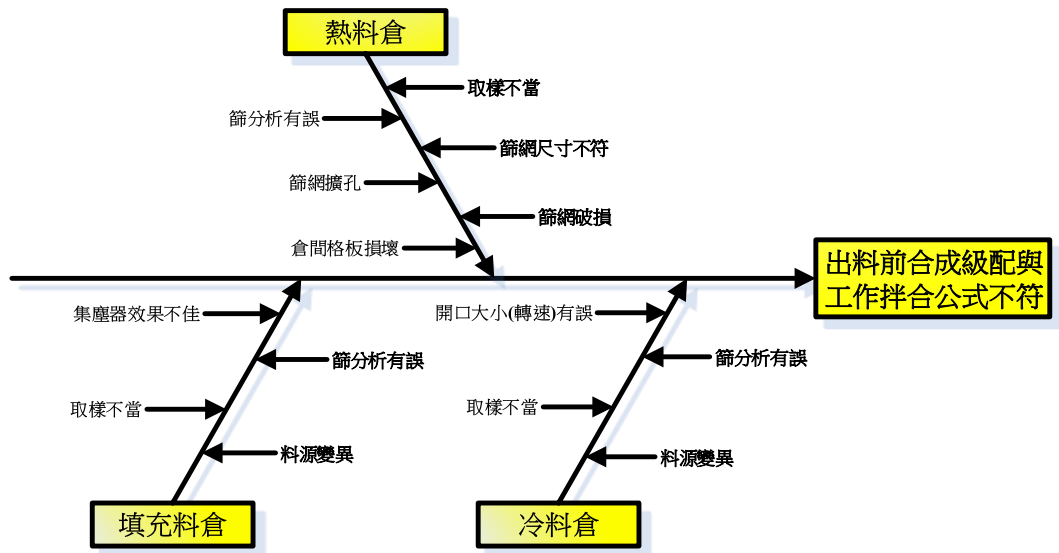 熱料倉
取樣不當
篩分析有誤
篩網尺寸不符
篩網擴孔
篩網破損
倉間格板損壞
出料前合成級配與
工作拌合公式不符
集塵器效果不佳
開口大小(轉速)有誤
篩分析有誤
篩分析有誤
取樣不當
取樣不當
料源變異
料源變異
填充料倉
冷料倉